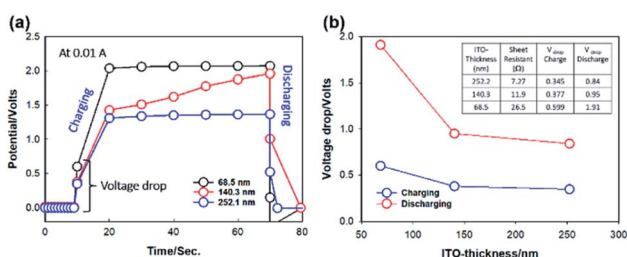 (a)
At 0.01 A
Charging
Discharging
Voltage drop
68.5 nm
140.3 nm
252.1 nm
Potential/Volts
2.5
2.0
1.5
1.0
0.5
0.0
0
20
40
60
80
Time/Sec.
(b)
ITO-Thickness (nm) Sheet Resistant (Ω) V drop Charge V drop Discharge
252.2 7.27 0.345 0.84
140.3 11.9 0.377 0.95
68.5 26.5 0.599 1.91
Charging
Discharging
Voltage drop/Volts
2.0
1.5
1.0
0.5
0.0
50
100
150
200
250
300
ITO-thickness/nm